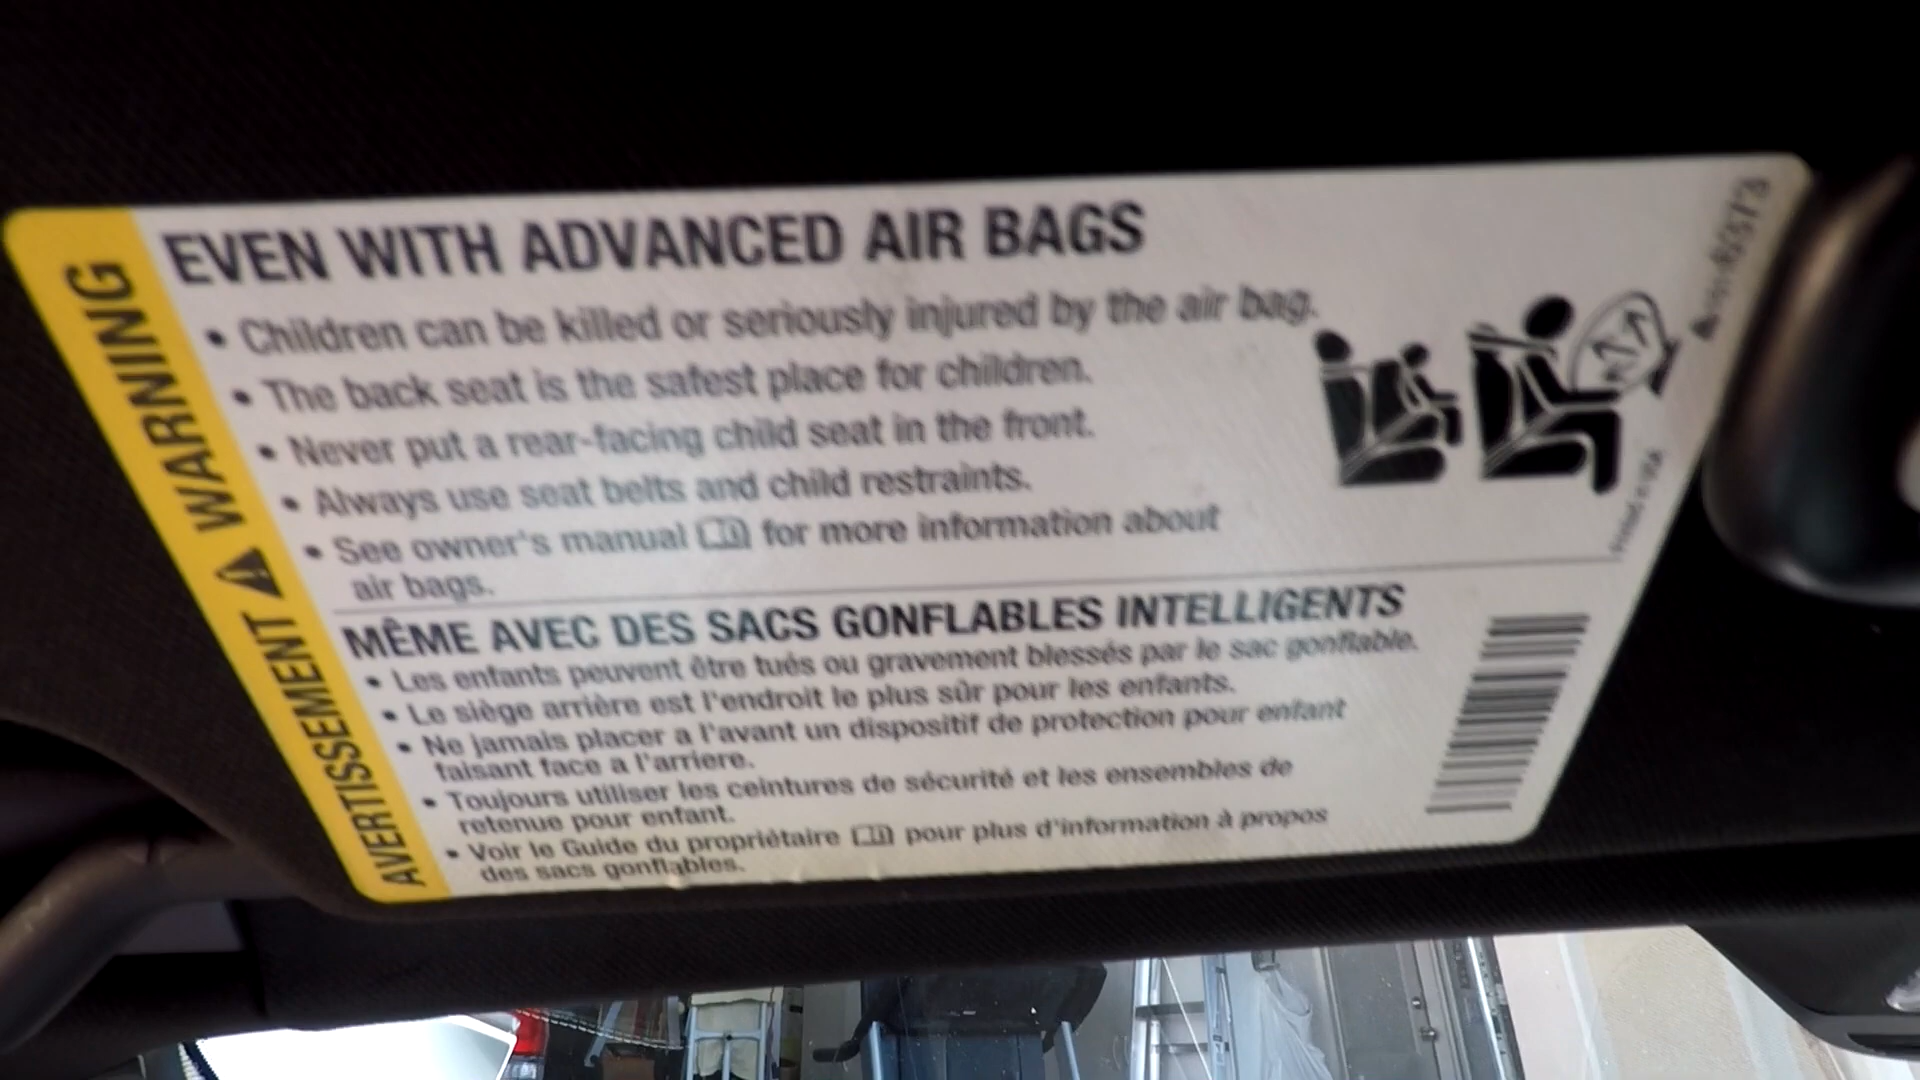 WARNING
EVEN WITH ADVANCED AIR BAGS
• Children can be killed or seriously injured by the air bag.
• The back seat is the safest place for children.
• Never put a rear-facing child seat in the front.
• Always use seat belts and child restraints.
• See owner's manual for more information about
air bags.
AVERTISSEMENT
MÊME AVEC DES SACS GONFLABLES INTELLIGENTS
• Les enfants peuvent être tués ou gravement blessés par le sac gonflable.
• Le siège arrière est l'endroit le plus sûr pour les enfants.
• Ne jamais placer a l'avant un dispositif de protection pour enfant
faisant face a l'arriere.
• Toujours utiliser les ceintures de sécurité et les ensembles de
retenue pour enfant.
• Voir le Guide du propriétaire pour plus d'information à propos
des sacs gonflables.